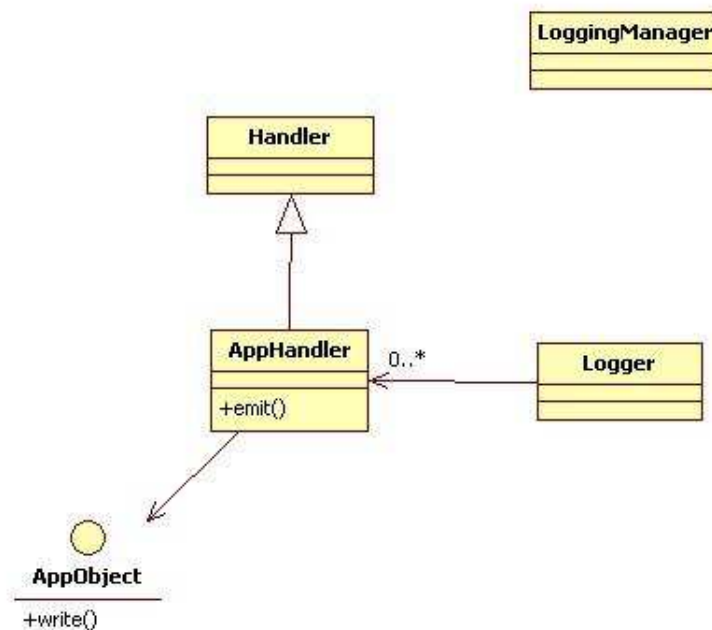 LoggingManager
Handler
AppHandler
+emit()
0..*
Logger
AppObject
+write()